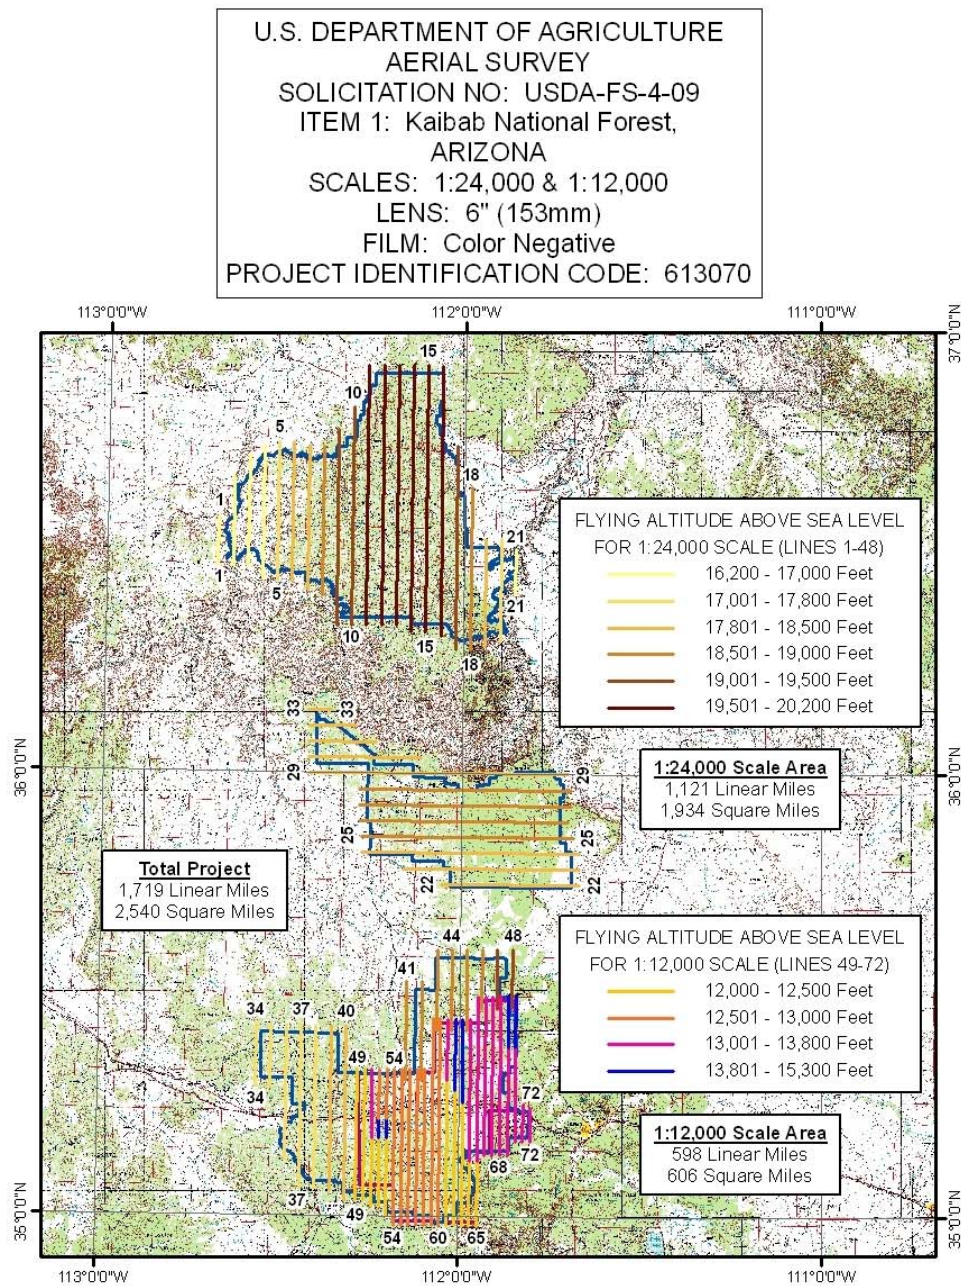 U.S. DEPARTMENT OF AGRICULTURE
AERIAL SURVEY
SOLICITATION NO: USDA-FS-4-09
ITEM 1: Kaibab National Forest,
ARIZONA
SCALES: 1:24,000 & 1:12,000
LENS: 6" (153mm)
FILM: Color Negative
PROJECT IDENTIFICATION CODE: 613070
113°0'0"W
112°0'0"W
111°0'0"W
37°0'0"N
15
10
5
18
1
21
1
5
21
10
15
18
FLYING ALTITUDE ABOVE SEA LEVEL
FOR 1:24,000 SCALE (LINES 1-48)
16,200 - 17,000 Feet
17,001 - 17,800 Feet
17,801 - 18,500 Feet
18,501 - 19,000 Feet
19,001 - 19,500 Feet
19,501 - 20,200 Feet
33
33
36°0'0"N
29
29
36°0'0"N
1:24,000 Scale Area
1,121 Linear Miles
1,934 Square Miles
25
25
22
22
Total Project
1,719 Linear Miles
2,540 Square Miles
44
48
41
34
37
40
49
54
34
72
72
68
37
49
54
60
65
FLYING ALTITUDE ABOVE SEA LEVEL
FOR 1:12,000 SCALE (LINES 49-72)
12,000 - 12,500 Feet
12,501 - 13,000 Feet
13,001 - 13,800 Feet
13,801 - 15,300 Feet
1:12,000 Scale Area
598 Linear Miles
606 Square Miles
35°0'0"N
35°0'0"N
113°0'0"W
112°0'0"W
111°0'0"W